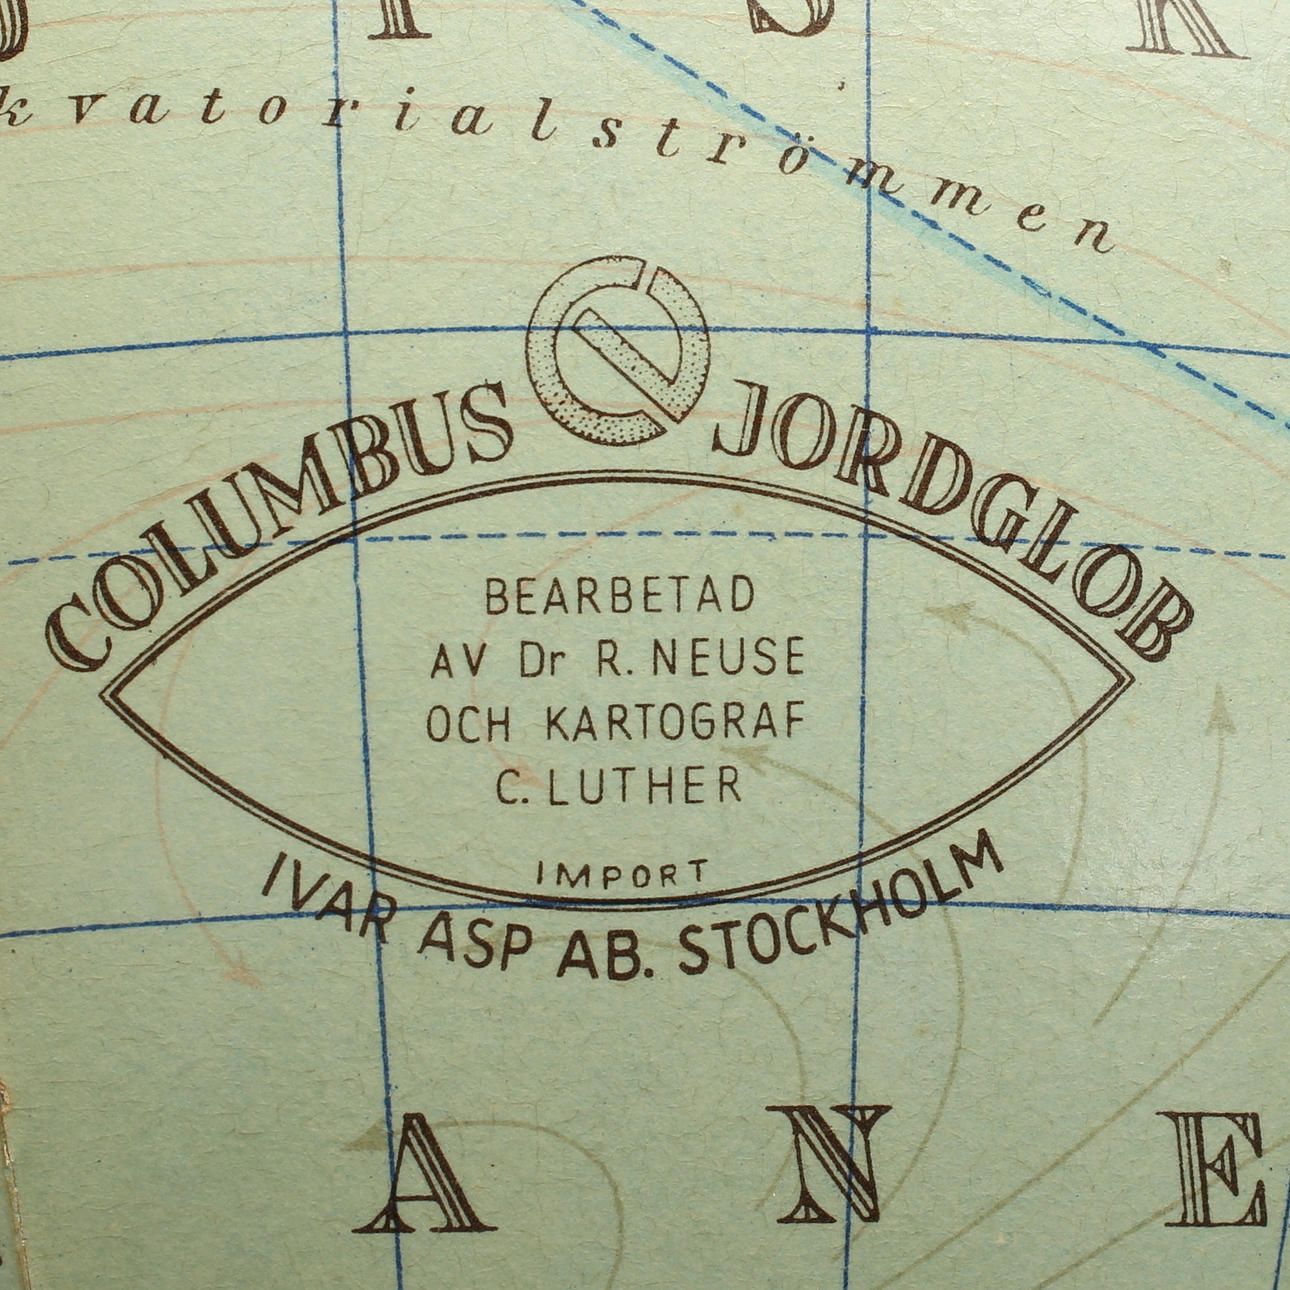 I S K
kvatorialströmmen
COLUMBUS JORDGLOB
BEARBETAD
AV Dr R. NEUSE
OCH KARTOGRAF
C. LUTHER
IMPORT
IVAR ASP AB. STOCKHOLM
A N E